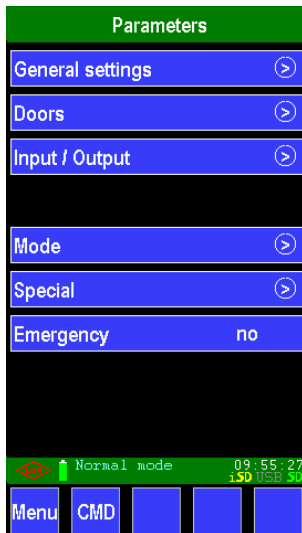 Parameters
General settings
Doors
Input / Output
Mode
Special
Emergency no
Normal mode 09:55:27
iSD USB SD
Menu CMD